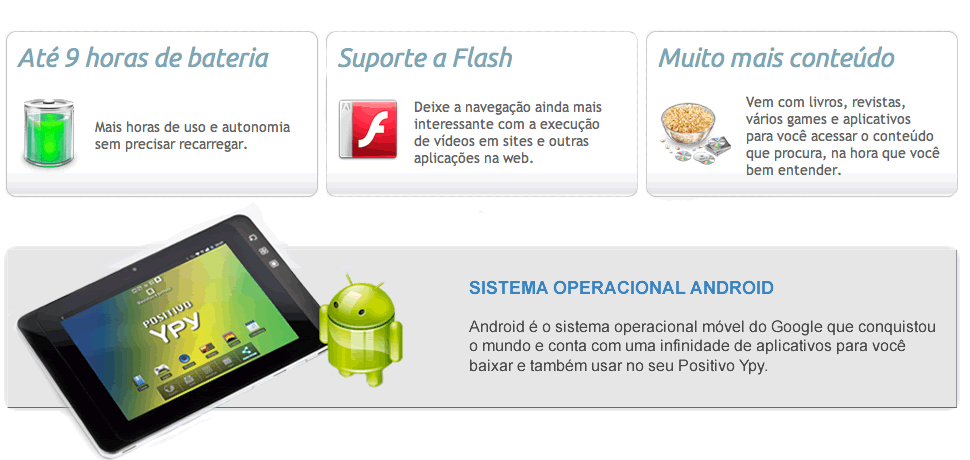 Até 9 horas de bateria
Mais horas de uso e autonomia
sem precisar recarregar.
Suporte a Flash
Deixe a navegação ainda mais
interessante com a execução
de vídeos em sites e outras
aplicações na web.
Muito mais conteúdo
Vem com livros, revistas,
vários games e aplicativos
para você acessar o conteúdo
que procura, na hora que você
bem entender.
POSITIVO
YPy
SISTEMA OPERACIONAL ANDROID
Android é o sistema operacional móvel do Google que conquistou
o mundo e conta com uma infinidade de aplicativos para você
baixar e também usar no seu Positivo Ypy.